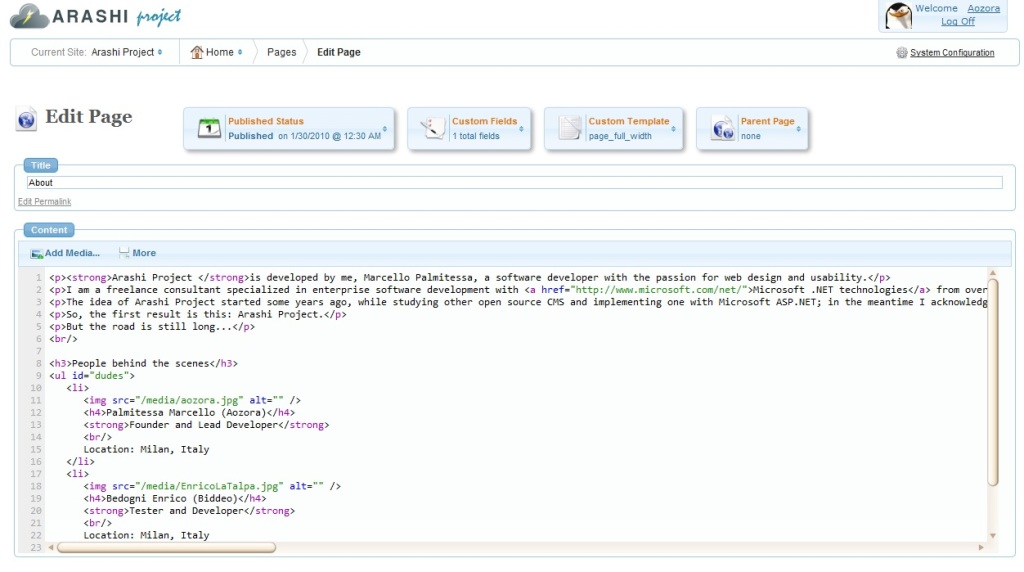 ARASHI project
Welcome Aozora
Log Off
Current Site: Arashi Project Home Pages Edit Page System Configuration
Edit Page
Published Status
Published on 1/30/2010 @ 12:30 AM
Custom Fields
1 total fields
Custom Template
page_full_width
Parent Page
none
Title
About
Edit Permalink
Content
Add Media... More
1 <p><strong>Arashi Project </strong>is developed by me, Marcello Palmitessa, a software developer with the passion for web design and usability.</p>
2 <p>I am a freelance consultant specialized in enterprise software development with <a href="http://www.microsoft.com/net/">Microsoft .NET technologies</a> from over
3 <p>The idea of Arashi Project started some years ago, while studying other open source CMS and implementing one with Microsoft ASP.NET; in the meantime I acknowledg
4 <p>So, the first result is this: Arashi Project.</p>
5 <p>But the road is still long...</p>
6 <br/>
7
8 <h3>People behind the scenes</h3>
9 <ul id="dudes">
10 <li>
11 <img src="/media/aozora.jpg" alt="" />
12 <h4>Palmitessa Marcello (Aozora)</h4>
13 <strong>Founder and Lead Developer</strong>
14 <br/>
15 Location: Milan, Italy
16 </li>
17 <li>
18 <img src="/media/EnricoLaTalpa.jpg" alt="" />
19 <h4>Bedogni Enrico (Biddeo)</h4>
20 <strong>Tester and Developer</strong>
21 <br/>
22 Location: Milan, Italy
23